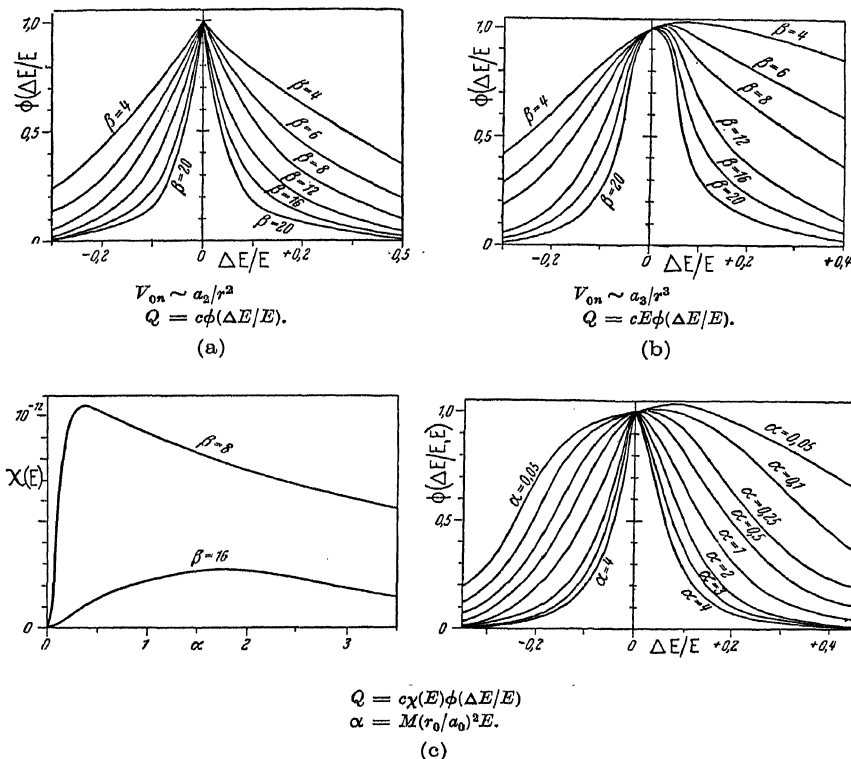 1,0
ϕ(ΔE/E
0,5
0
β=4
β=20
β=4
β=6
β=8
β=12
β=16
β=20
-0,2
0
ΔE/E
+0,2
0,5
V₀ₙ ~ a₂/r²
Q = cϕ(ΔE/E).
(a)
1,0
ϕ(ΔE/E
0,5
0
β=4
β=20
β=4
β=6
β=8
β=12
β=16
β=20
-0,2
0
ΔE/E
+0,2
+0,4
V₀ₙ ~ a₃/r³
Q = cEϕ(ΔE/E).
(b)
10⁻¹²
χ(E)
0
β=8
β=16
0
1
α
2
3
1,0
ϕ(ΔE/E,E)
0,5
0
α=0,05
α=4
α=0,05
α=0,1
α=0,25
α=0,5
α=1
α=2
α=3
α=4
-0,2
0
ΔE/E
+0,2
+0,4
Q = cχ(E)ϕ(ΔE/E)
α = M(r₀/a₀)²E.
(c)